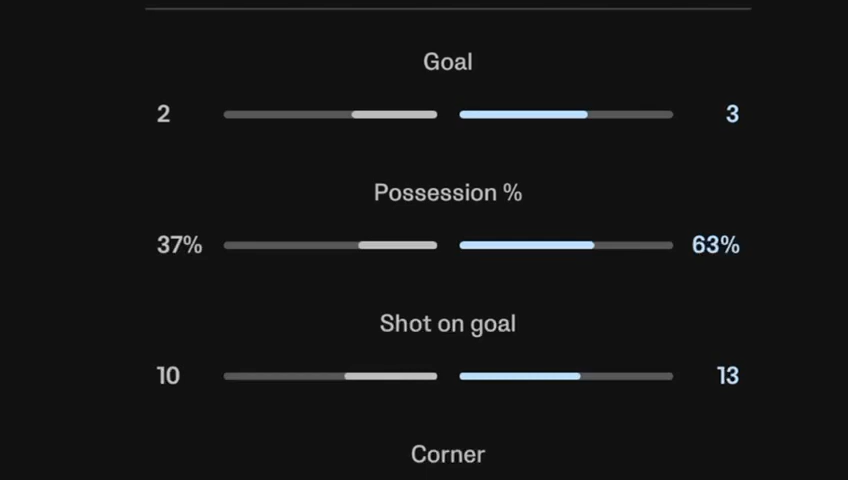 Goal
2 3
Possession %
37% 63%
Shot on goal
10 13
Corner